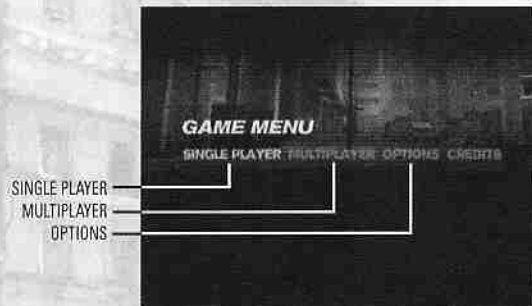 GAME MENU
SINGLE PLAYER MULTIPLAYER OPTIONS CREDITS
SINGLE PLAYER
MULTIPLAYER
OPTIONS